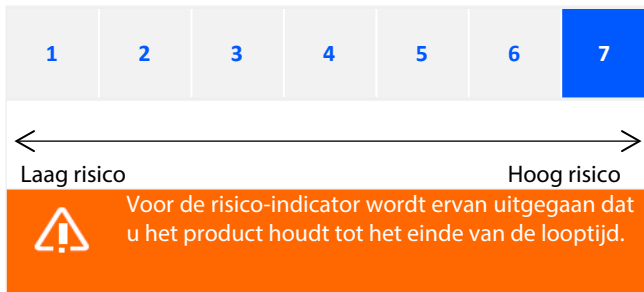 1 2 3 4 5 6 7
Laag risico Hoog risico
Voor de risico-indicator wordt ervan uitgegaan dat
u het product houdt tot het einde van de looptijd.